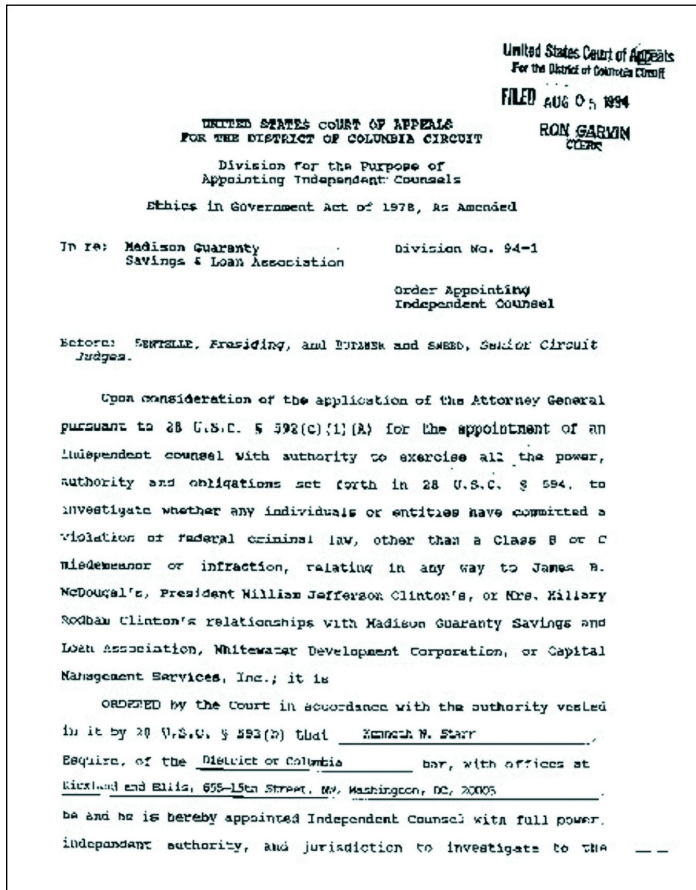 United States Court of Appeals
For the District of Columbia Circuit
FILED AUG 05 1994
RON GARVIN
CLERK
UNITED STATES COURT OF APPEALS
FOR THE DISTRICT OF COLUMBIA CIRCUIT
Division for the Purpose of
Appointing Independent Counsels
Ethics in Government Act of 1978, As Amended
In re: Madison Guaranty Division No. 94-1
Savings & Loan Association
Order Appointing
Independent Counsel
Before: SENTELLE, Presiding, and BUTZNER and SNEED, Senior Circuit
Judges.
Upon consideration of the application of the Attorney General
pursuant to 28 U.S.C. § 592(c)(1)(A) for the appointment of an
independent counsel with authority to exercise all the power,
authority and obligations set forth in 28 U.S.C. § 594, to
investigate whether any individuals or entities have committed a
violation of federal criminal law, other than a Class B or C
misdemeanor or infraction, relating in any way to James B.
McDougal's, President William Jefferson Clinton's, or Mrs. Hillary
Rodham Clinton's relationships with Madison Guaranty Savings and
Loan Association, Whitewater Development Corporation, or Capital
Management Services, Inc.; it is
ORDERED by the Court in accordance with the authority vested
in it by 28 U.S.C. § 593(b) that Kenneth W. Starr,
Esquire, of the District of Columbia bar, with offices at
Kirkland and Ellis, 655-15th Street, NW, Washington, DC, 20005
be and he is hereby appointed Independent Counsel with full power,
independent authority, and jurisdiction to investigate to the